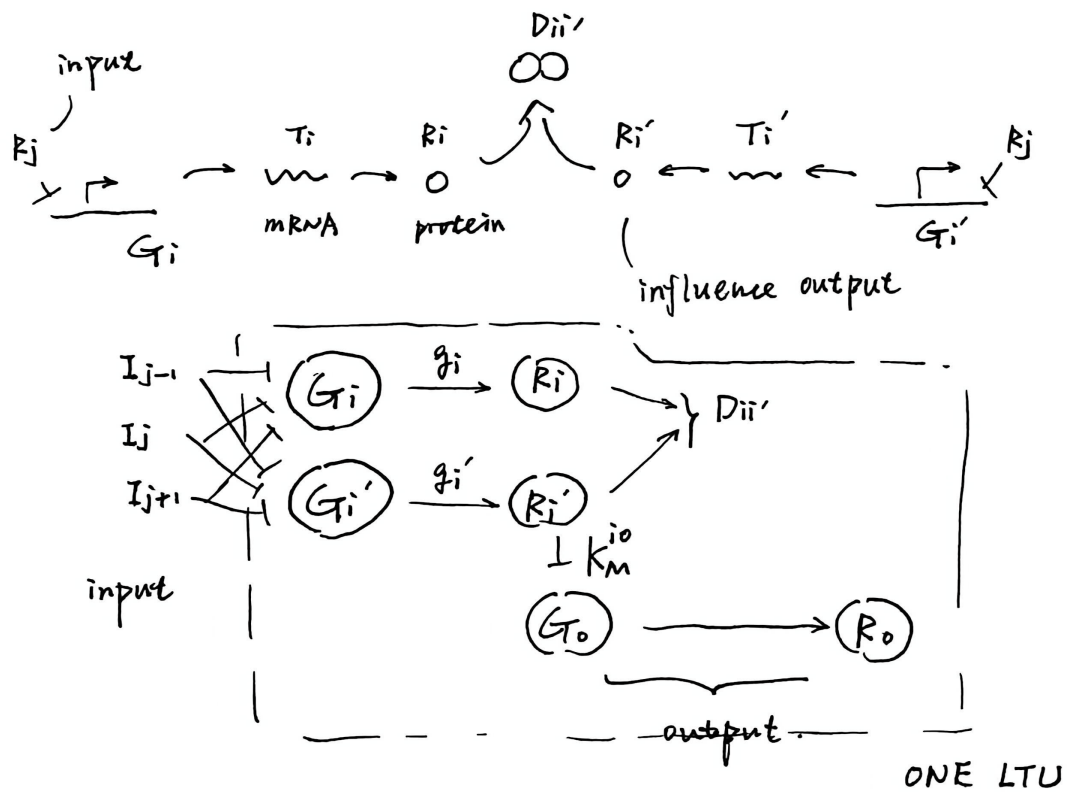 Dii′
input
Rj Ti Ri Ri′ Ti′ Rj
mRNA protein
Gi Gi′
influence output
Ij-1 Gi gi Ri Dii′
Ij
Ij+1 Gi′ gi′ Ri′
K_M^io
input
Go Ro
output.
ONE LTU